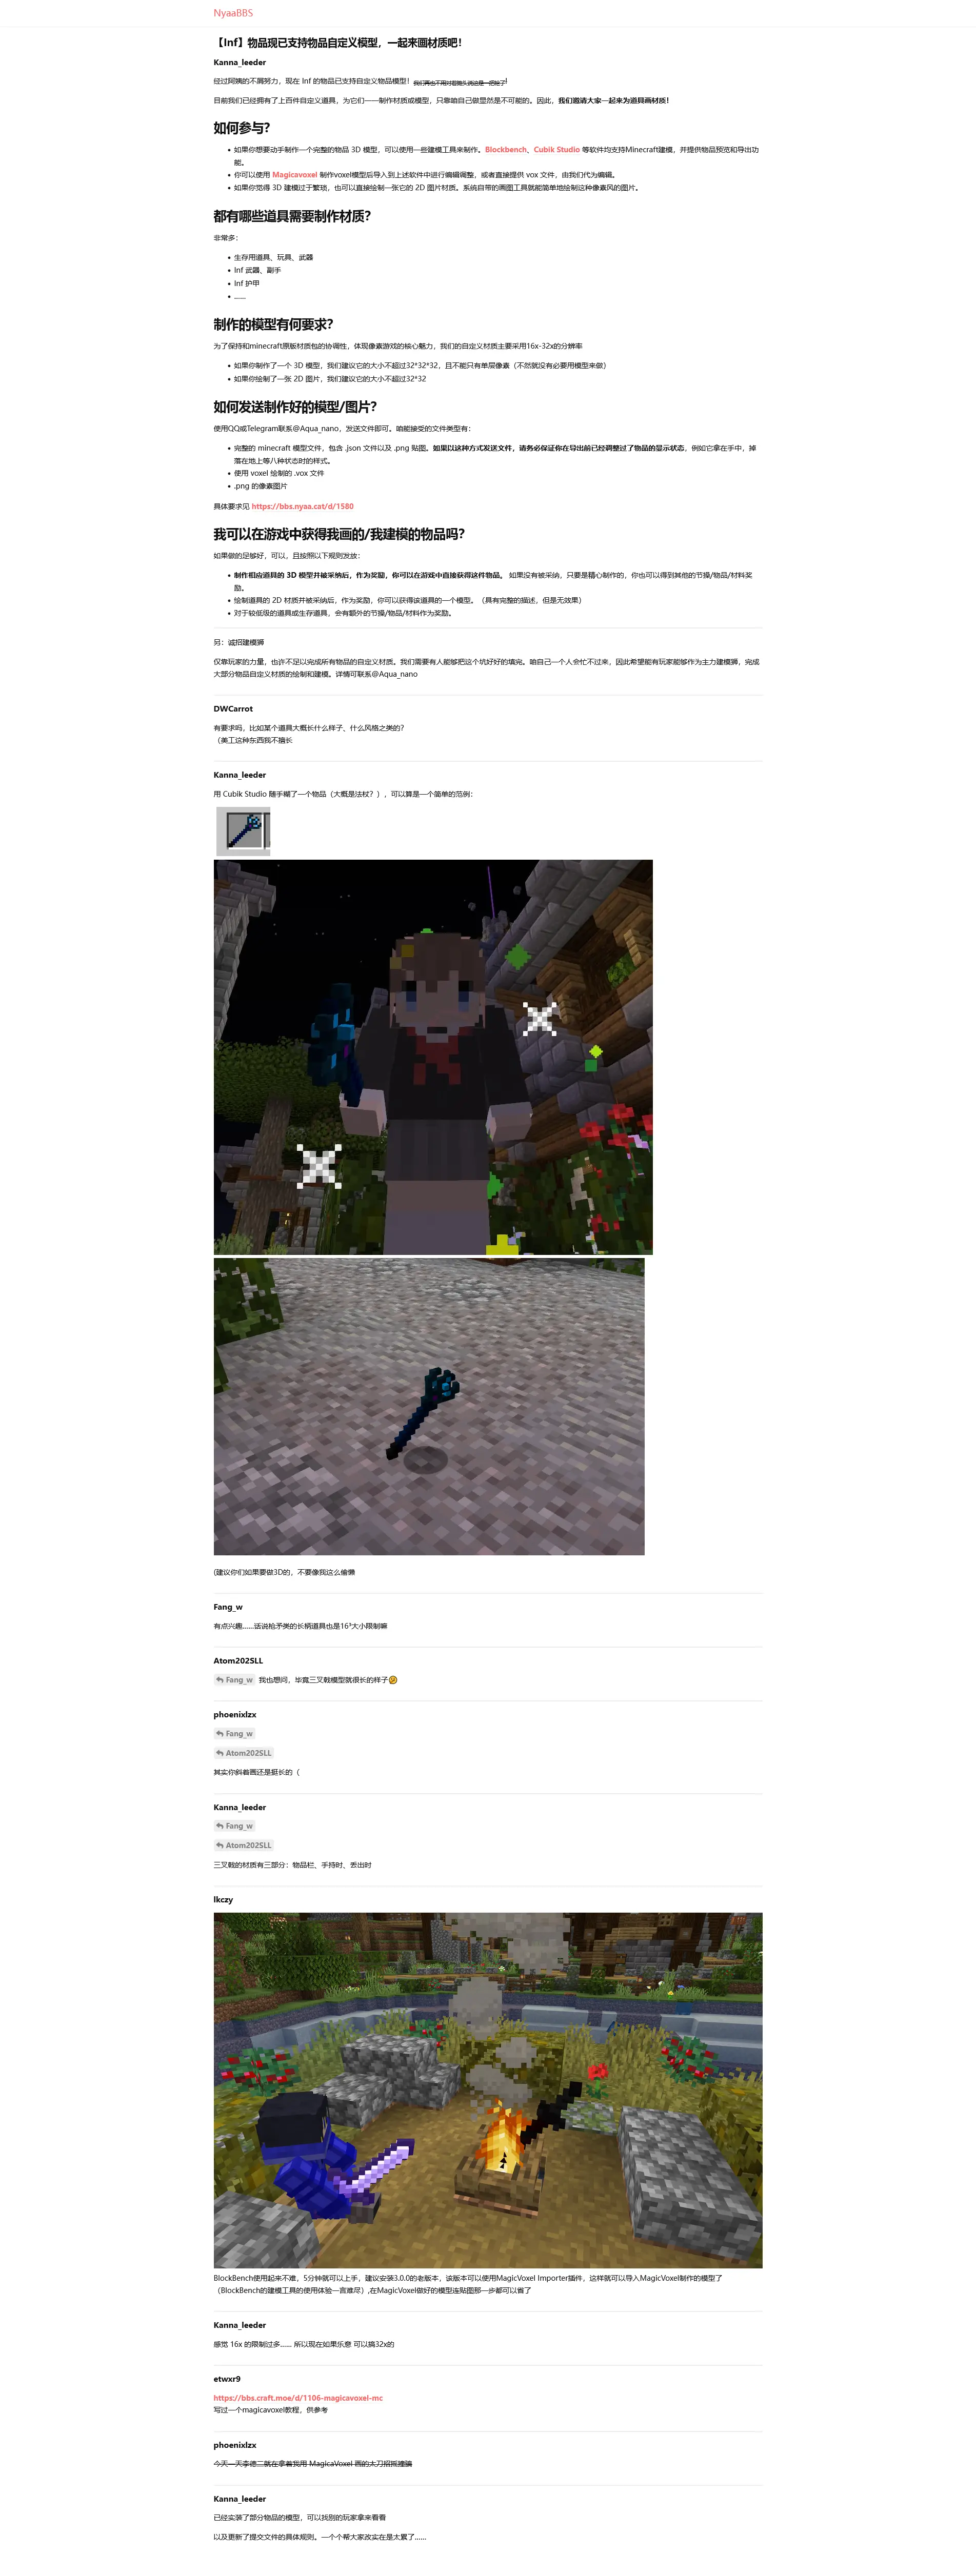 NyaaBBS
【Inf】物品现已支持物品自定义模型，一起来画材质吧！
Kanna_leeder
经过阿姨的不屑努力，现在 Inf 的物品已支持自定义物品模型！我们再也不用对着锄头说这是一把枪了！
目前我们已经拥有了上百件自定义道具，为它们一一制作材质或模型，只靠咱自己做显然是不可能的。因此，我们邀请大家一起来为道具画材质！
如何参与？
• 如果你想要动手制作一个完整的物品 3D 模型，可以使用一些建模工具来制作。Blockbench、Cubik Studio 等软件均支持Minecraft建模，并提供物品预览和导出功
能。
• 你可以使用 Magicavoxel 制作voxel模型后导入到上述软件中进行编辑调整，或者直接提供 vox 文件，由我们代为编辑。
• 如果你觉得 3D 建模过于繁琐，也可以直接绘制一张它的 2D 图片材质。系统自带的画图工具就能简单地绘制这种像素风的图片。
都有哪些道具需要制作材质？
非常多：
• 生存用道具、玩具、武器
• Inf 武器、副手
• Inf 护甲
• ......
制作的模型有何要求？
为了保持和minecraft原版材质包的协调性，体现像素游戏的核心魅力，我们的自定义材质主要采用16x-32x的分辨率
• 如果你制作了一个 3D 模型，我们建议它的大小不超过32*32*32，且不能只有单层像素（不然就没有必要用模型来做）
• 如果你绘制了一张 2D 图片，我们建议它的大小不超过32*32
如何发送制作好的模型/图片？
使用QQ或Telegram联系@Aqua_nano，发送文件即可。咱能接受的文件类型有：
• 完整的 minecraft 模型文件，包含 .json 文件以及 .png 贴图。如果以这种方式发送文件，请务必保证你在导出前已经调整过了物品的显示状态，例如它拿在手中，掉
落在地上等八种状态时的样式。
• 使用 voxel 绘制的 .vox 文件
• .png 的像素图片
具体要求见 https://bbs.nyaa.cat/d/1580
我可以在游戏中获得我画的/我建模的物品吗？
如果做的足够好，可以，且按照以下规则发放：
• 制作相应道具的 3D 模型并被采纳后，作为奖励，你可以在游戏中直接获得这件物品。 如果没有被采纳，只要是精心制作的，你也可以得到其他的节操/物品/材料奖
励。
• 绘制道具的 2D 材质并被采纳后，作为奖励，你可以获得该道具的一个模型。（具有完整的描述，但是无效果）
• 对于较低级的道具或生存道具，会有额外的节操/物品/材料作为奖励。
另：诚招建模狮
仅靠玩家的力量，也许不足以完成所有物品的自定义材质。我们需要有人能够把这个坑好好的填完。咱自己一个人会忙不过来，因此希望能有玩家能够作为主力建模狮，完成
大部分物品自定义材质的绘制和建模。详情可联系@Aqua_nano
DWCarrot
有要求吗，比如某个道具大概长什么样子、什么风格之类的？
（美工这种东西我不擅长
Kanna_leeder
用 Cubik Studio 随手糊了一个物品（大概是法杖？），可以算是一个简单的范例：
(建议你们如果要做3D的，不要像我这么偷懒
Fang_w
有点兴趣......话说枪矛类的长柄道具也是16³大小限制嘛
Atom202SLL
Fang_w 我也想问，毕竟三叉戟模型就很长的样子
phoenixlzx
Fang_w
Atom202SLL
其实你斜着画还是挺长的（
Kanna_leeder
Fang_w
Atom202SLL
三叉戟的材质有三部分：物品栏、手持时、丢出时
lkczy
BlockBench使用起来不难，5分钟就可以上手，建议安装3.0.0的老版本，该版本可以使用MagicVoxel Importer插件，这样就可以导入MagicVoxel制作的模型了
（BlockBench的建模工具的使用体验一言难尽）,在MagicVoxel做好的模型连贴图那一步都可以省了
Kanna_leeder
感觉 16x 的限制过多...... 所以现在如果乐意 可以搞32x的
etwxr9
https://bbs.craft.moe/d/1106-magicavoxel-mc
写过一个magicavoxel教程，供参考
phoenixlzx
今天一天李德二就在拿着我用 MagicaVoxel 画的太刀招摇撞骗
Kanna_leeder
已经实装了部分物品的模型，可以找别的玩家拿来看看
以及更新了提交文件的具体规则。一个个帮大家改实在是太累了......